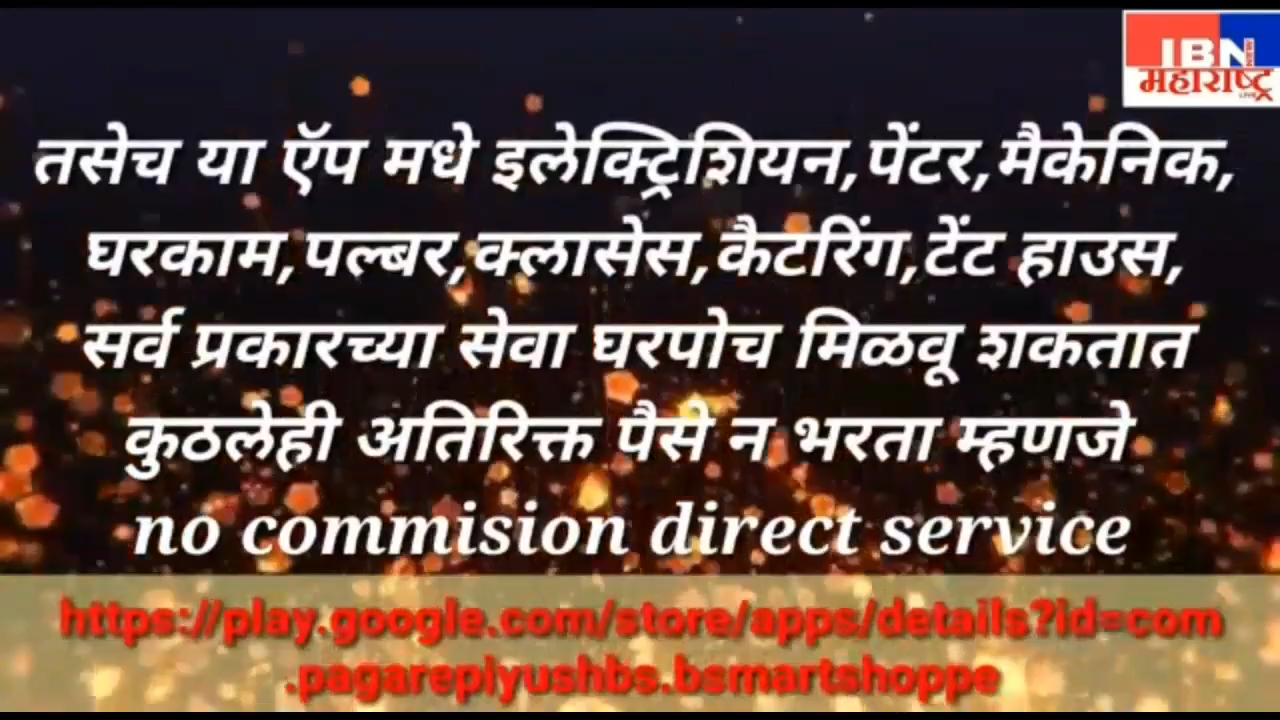 IBN
महाराष्ट्र
तसेच या ऍप मधे इलेक्ट्रिशियन,पेंटर,मैकेनिक,
घरकाम,पल्बर,क्लासेस,कैटरिंग,टेंट हाउस,
सर्व प्रकारच्या सेवा घरपोच मिळवू शकतात
कुठलेही अतिरिक्त पैसे न भरता म्हणजे
no commision direct service
https://play.google.com/store/apps/details?id=com
.pagarepiyushbs.bsmartshoppe